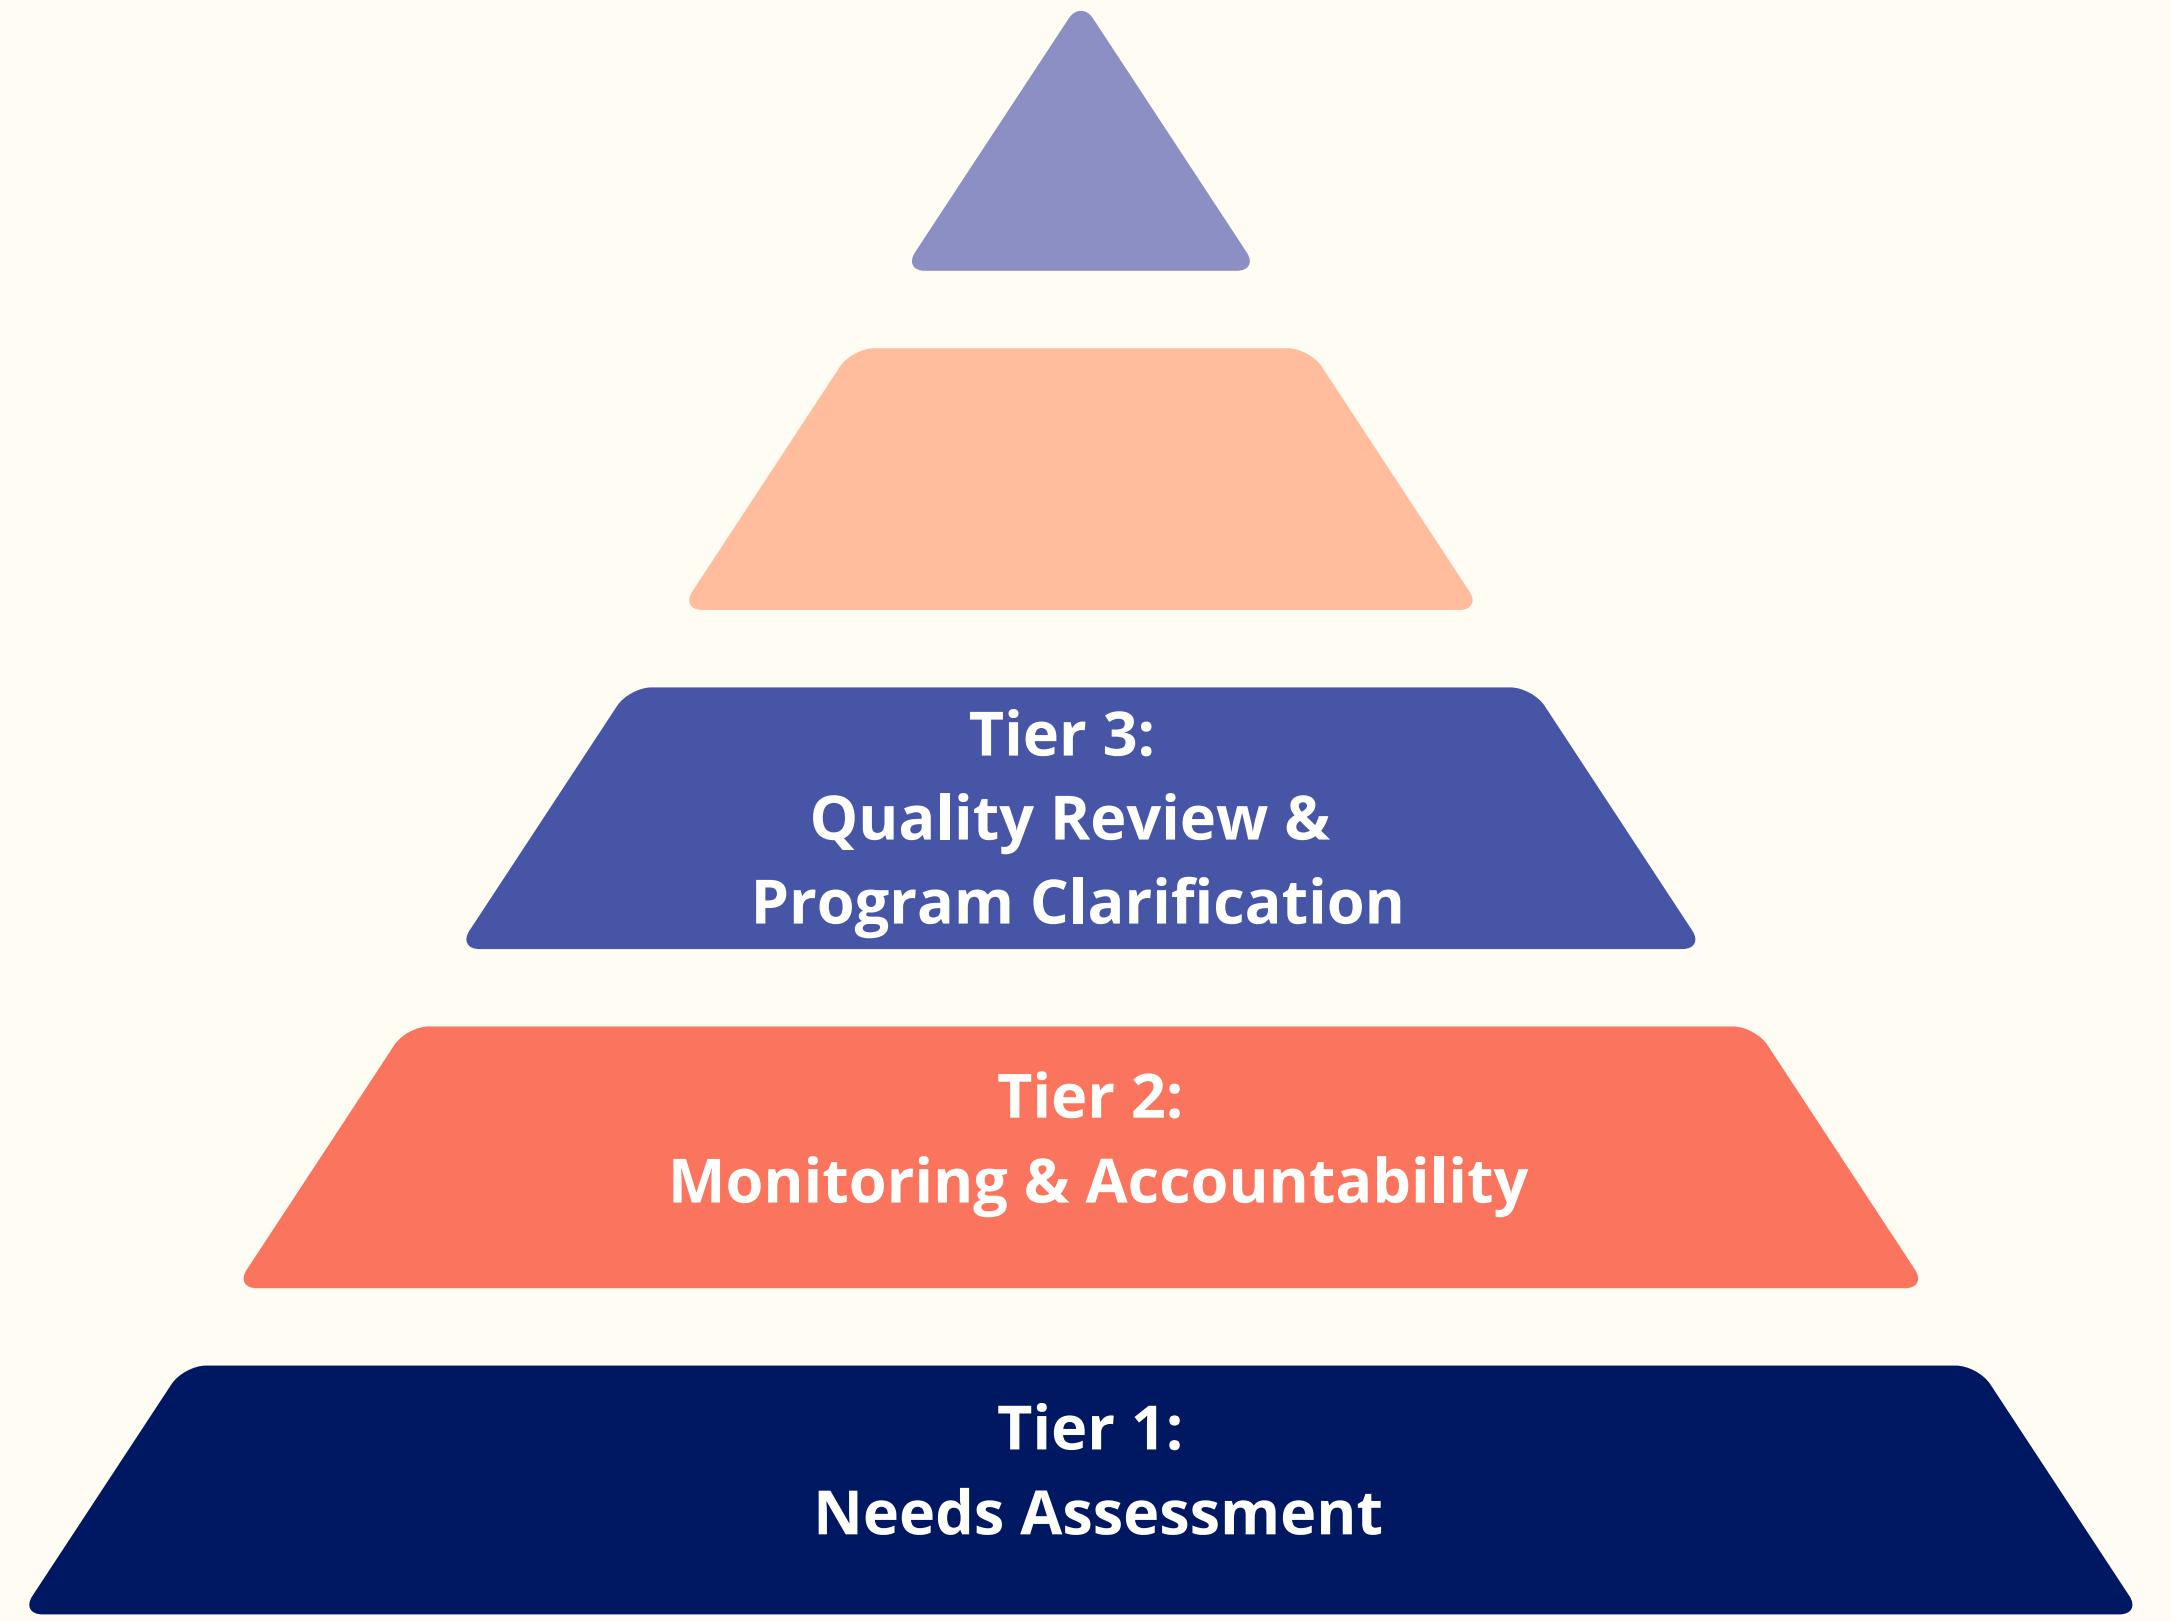 Tier 3:
Quality Review &
Program Clarification
Tier 2:
Monitoring & Accountability
Tier 1:
Needs Assessment